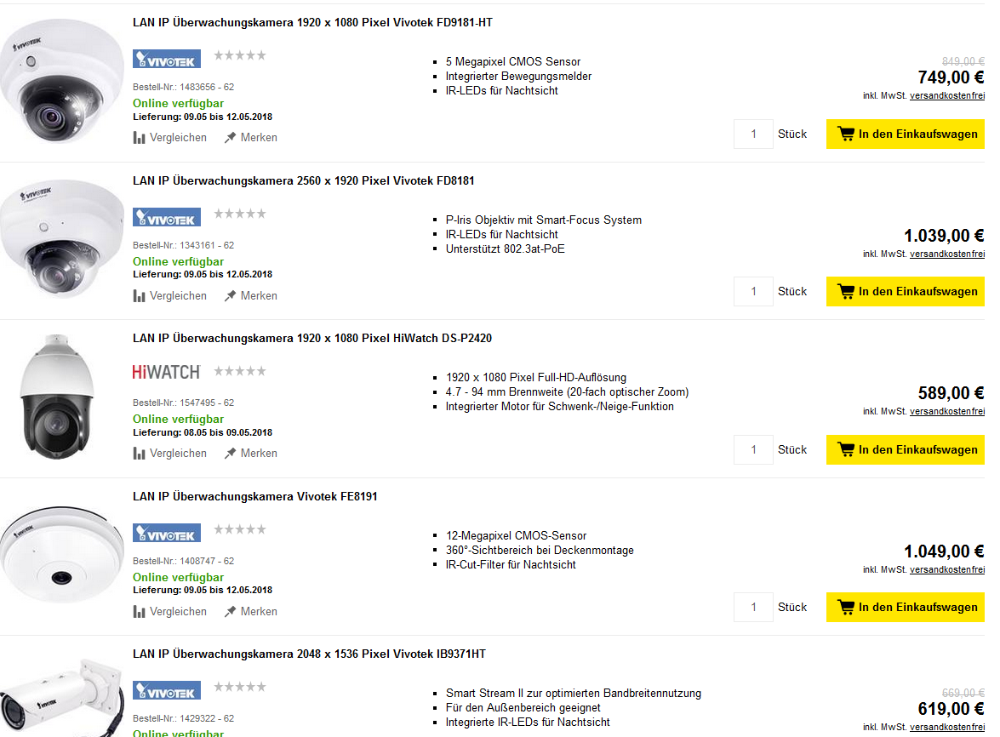 LAN IP Überwachungskamera 1920 x 1080 Pixel Vivotek FD9181-HT
VIVOTEK
VIVOTEK
5 Megapixel CMOS Sensor
Integrierter Bewegungsmelder
IR-LEDs für Nachtsicht
849,00 €
749,00 €
inkl. MwSt. versandkostenfrei
Bestell-Nr.: 1483656 - 62
Online verfügbar
Lieferung: 09.05 bis 12.05.2018
Vergleichen Merken
1 Stück In den Einkaufswagen
LAN IP Überwachungskamera 2560 x 1920 Pixel Vivotek FD8181
VIVOTEK
VIVOTEK
P-Iris Objektiv mit Smart-Focus System
IR-LEDs für Nachtsicht
Unterstützt 802.3at-PoE
1.039,00 €
inkl. MwSt. versandkostenfrei
Bestell-Nr.: 1343161 - 62
Online verfügbar
Lieferung: 09.05 bis 12.05.2018
Vergleichen Merken
1 Stück In den Einkaufswagen
LAN IP Überwachungskamera 1920 x 1080 Pixel HiWatch DS-P2420
HiWATCH
1920 x 1080 Pixel Full-HD-Auflösung
4.7 - 94 mm Brennweite (20-fach optischer Zoom)
Integrierter Motor für Schwenk-/Neige-Funktion
589,00 €
inkl. MwSt. versandkostenfrei
Bestell-Nr.: 1547495 - 62
Online verfügbar
Lieferung: 08.05 bis 09.05.2018
Vergleichen Merken
1 Stück In den Einkaufswagen
LAN IP Überwachungskamera Vivotek FE8191
VIVOTEK
VIVOTEK
12-Megapixel CMOS-Sensor
360°-Sichtbereich bei Deckenmontage
IR-Cut-Filter für Nachtsicht
1.049,00 €
inkl. MwSt. versandkostenfrei
Bestell-Nr.: 1408747 - 62
Online verfügbar
Lieferung: 09.05 bis 12.05.2018
Vergleichen Merken
1 Stück In den Einkaufswagen
LAN IP Überwachungskamera 2048 x 1536 Pixel Vivotek IB9371HT
VIVOTEK
VIVOTEK
Smart Stream II zur optimierten Bandbreitennutzung
Für den Außenbereich geeignet
Integrierte IR-LEDs für Nachtsicht
669,00 €
619,00 €
inkl. MwSt. versandkostenfrei
Bestell-Nr.: 1429322 - 62
Online verfügbar